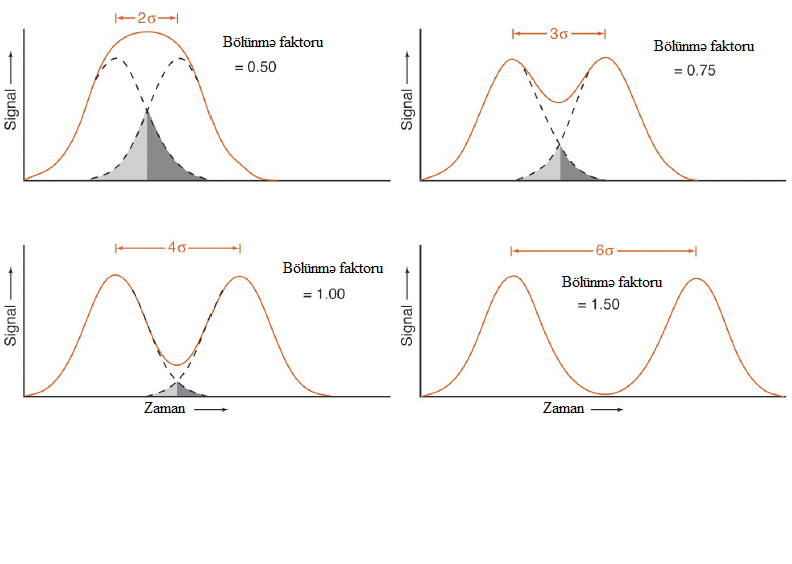 2σ
Bölünmə faktoru
= 0.50
Signal
3σ
Bölünmə faktoru
= 0.75
Signal
4σ
Bölünmə faktoru
= 1.00
Signal
Zaman
6σ
Bölünmə faktoru
= 1.50
Signal
Zaman